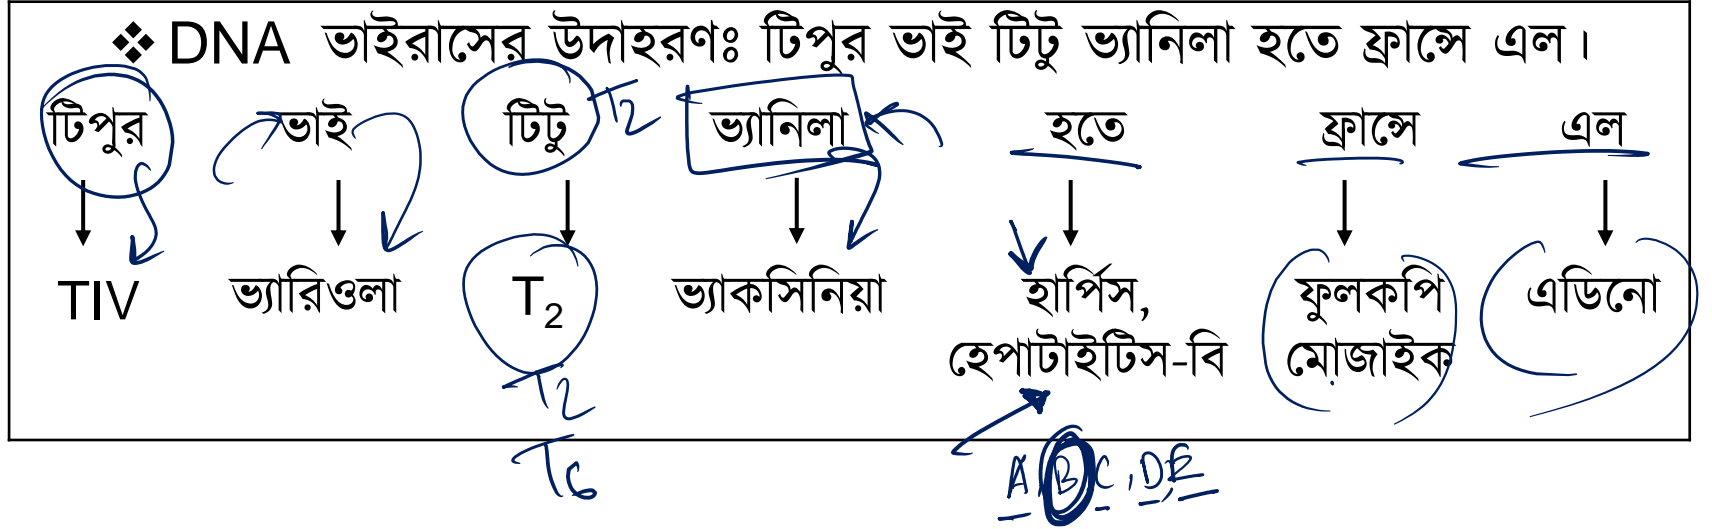 ❖ DNA ভাইরাসের উদাহরণঃ টিপুর ভাই টিটু ভ্যানিলা হতে ফ্রান্সে এল।
টিপুর ভাই টিটু T2 ভ্যানিলা হতে ফ্রান্সে এল
TIV ভ্যারিওলা T₂ ভ্যাকসিনিয়া হার্পিস, ফুলকপি এডিনো
হেপাটাইটিস-বি মোজাইক
T2
T6
A, B, C, D, E